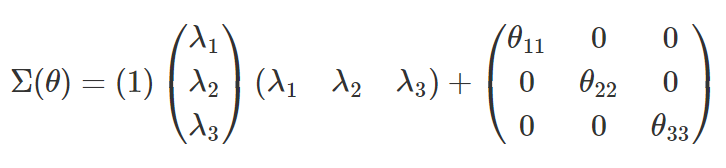 Σ(θ) = (1) (λ₁ λ₂ λ₃) (λ₁ λ₂ λ₃) + (θ₁₁ 0 0
0 θ₂₂ 0
0 0 θ₃₃)